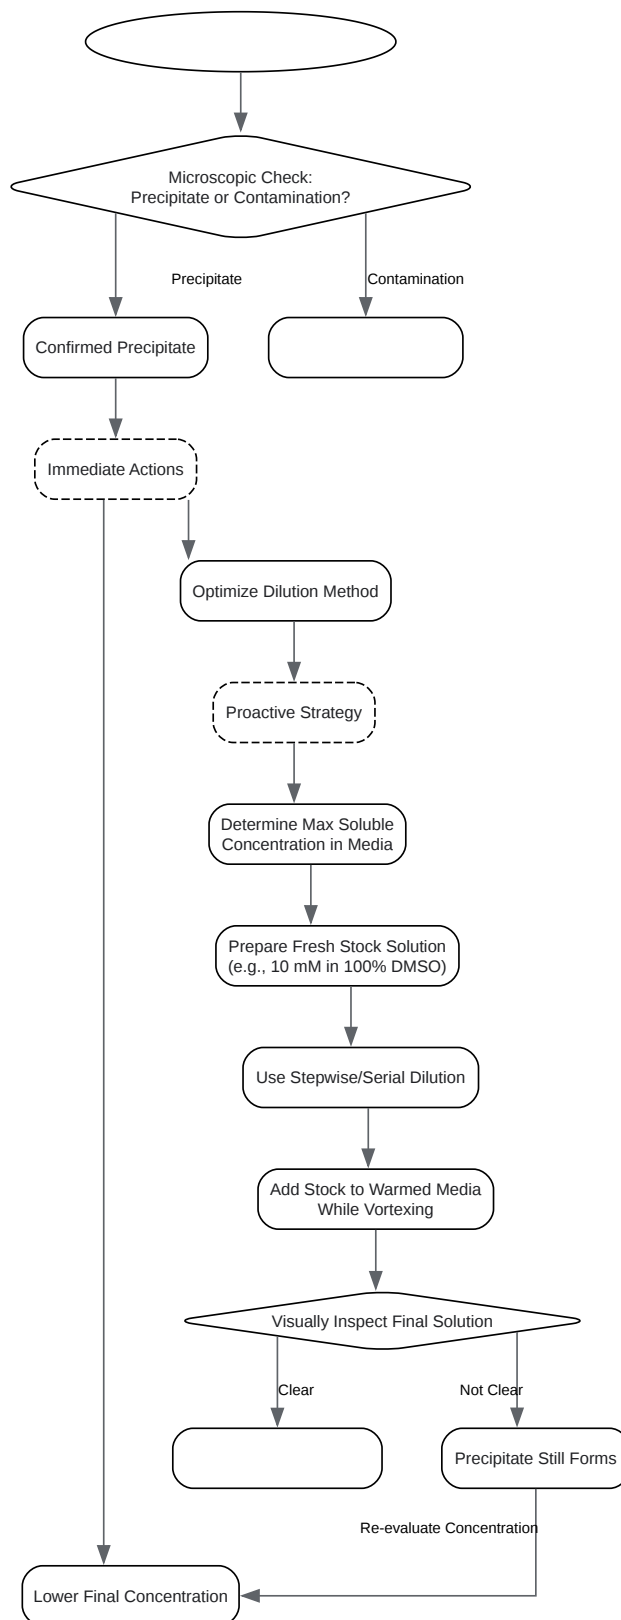 Microscopic Check:
Precipitate or Contamination?
Precipitate
Contamination
Confirmed Precipitate
Immediate Actions
Optimize Dilution Method
Proactive Strategy
Determine Max Soluble
Concentration in Media
Prepare Fresh Stock Solution
(e.g., 10 mM in 100% DMSO)
Use Stepwise/Serial Dilution
Add Stock to Warmed Media
While Vortexing
Visually Inspect Final Solution
Clear
Not Clear
Precipitate Still Forms
Re-evaluate Concentration
Lower Final Concentration